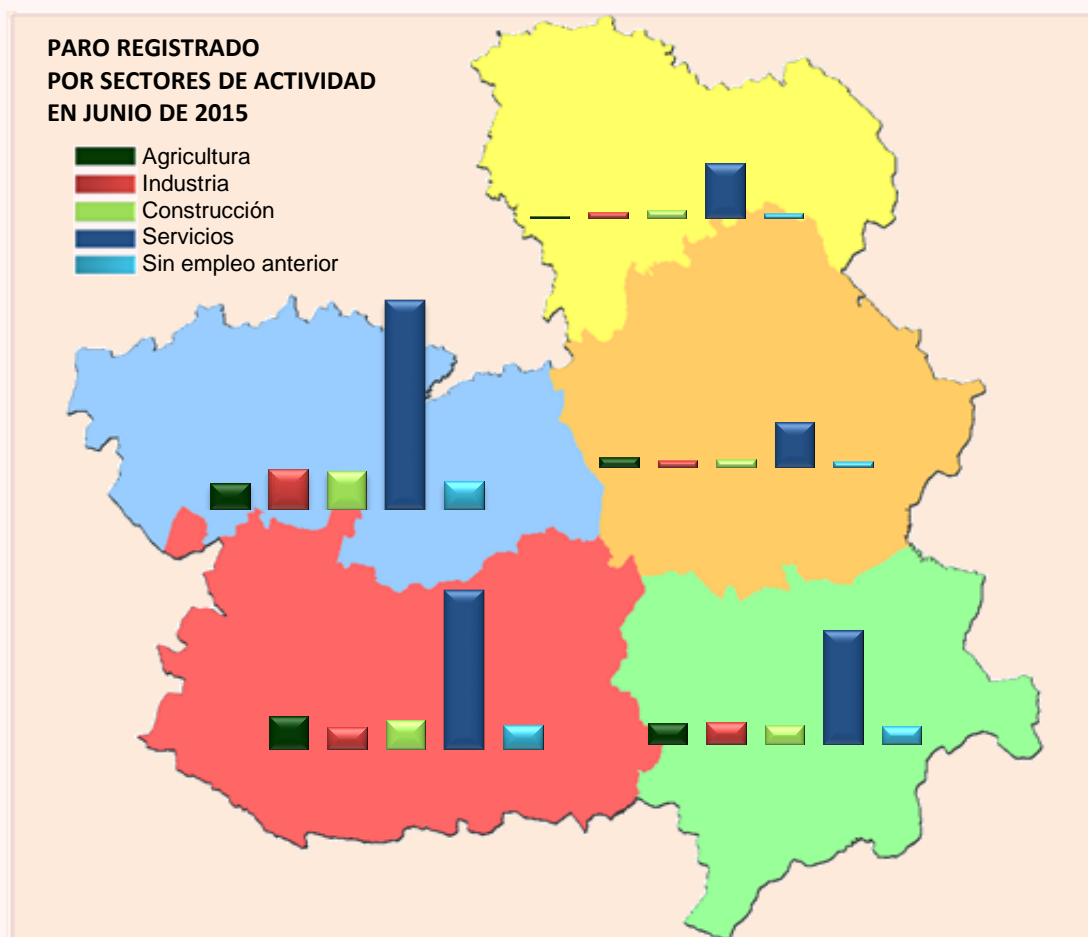 PARO REGISTRADO
POR SECTORES DE ACTIVIDAD
EN JUNIO DE 2015
Agricultura
Industria
Construcción
Servicios
Sin empleo anterior